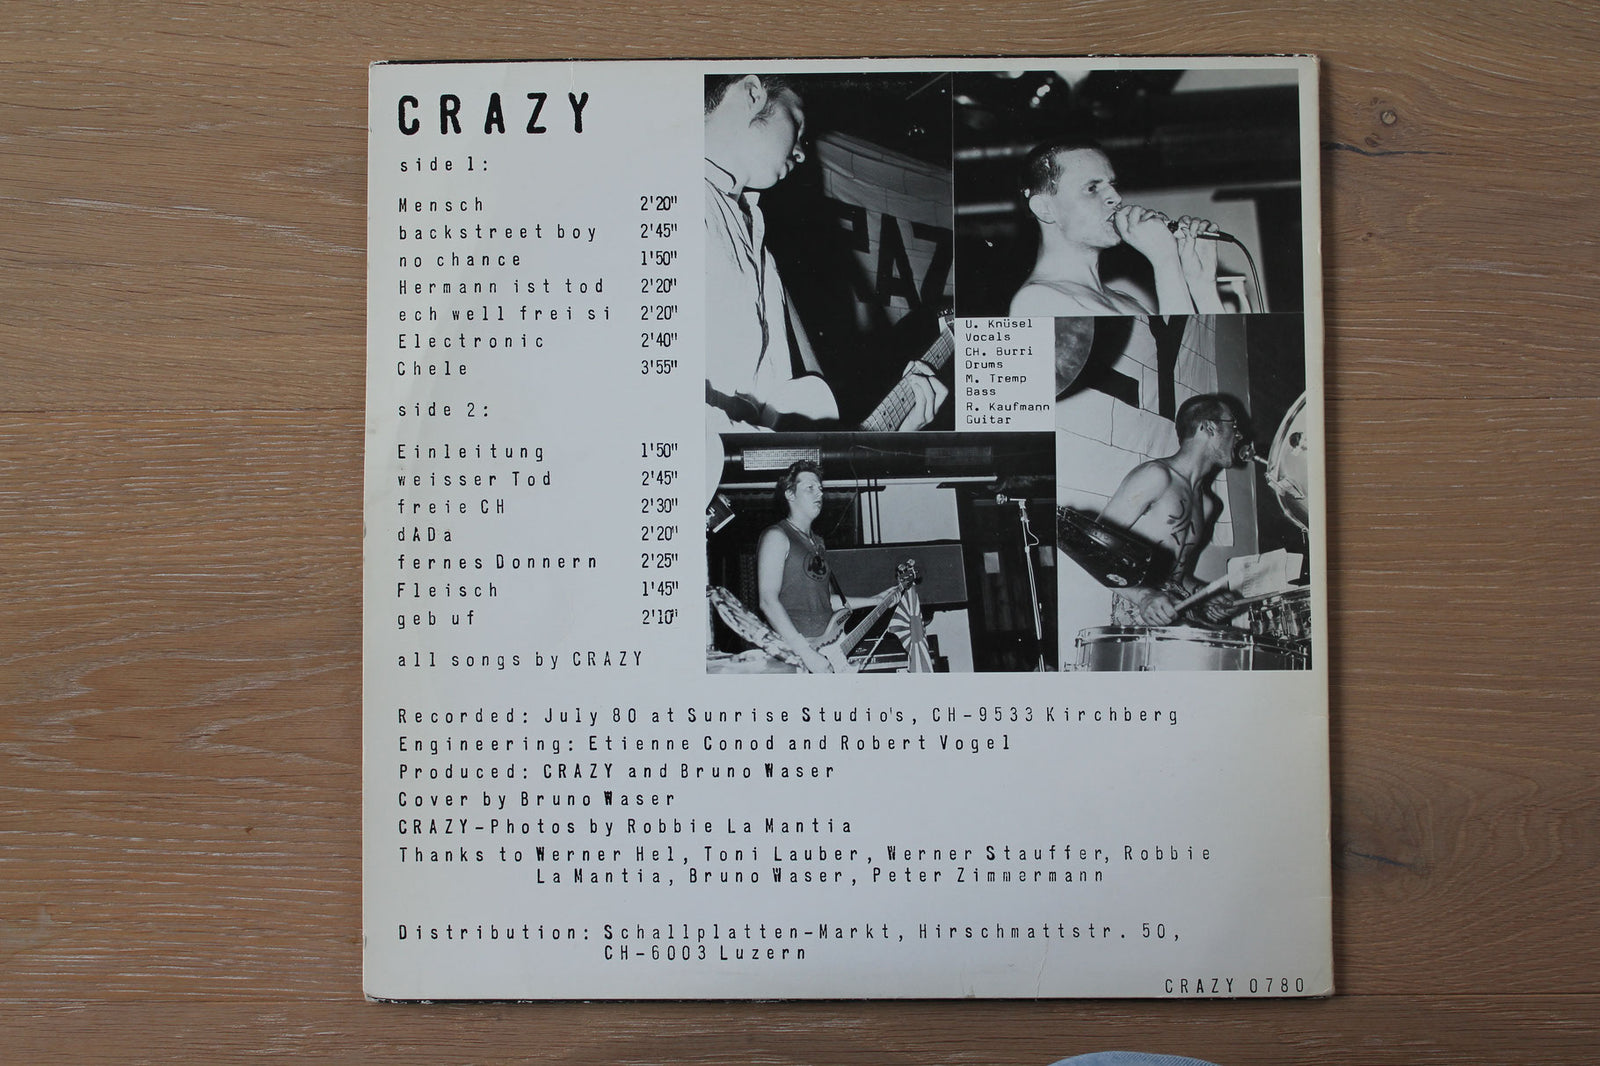 CRAZY
side 1:
Mensch 2'20"
backstreet boy 2'45"
no chance 1'50"
Hermann ist tod 2'20"
ech well frei si 2'20"
Electronic 2'40"
Chele 3'55"
side 2:
Einleitung 1'50"
weisser Tod 2'45"
freie CH 2'30"
dADa 2'20"
fernes Donnern 2'25"
Fleisch 1'45"
geb uf 2'10"
all songs by CRAZY
RAZ
U. Knüsel
Vocals
CH. Burri
Drums
M. Tremp
Bass
R. Kaufmann
Guitar
Recorded: July 80 at Sunrise Studio's, CH-9533 Kirchberg
Engineering: Etienne Conod and Robert Vogel
Produced: CRAZY and Bruno Waser
Cover by Bruno Waser
CRAZY-Photos by Robbie La Mantia
Thanks to Werner Hel, Toni Lauber, Werner Stauffer, Robbie
La Mantia, Bruno Waser, Peter Zimmermann
Distribution: Schallplatten-Markt, Hirschmattstr. 50,
CH-6003 Luzern
CRAZY 0780